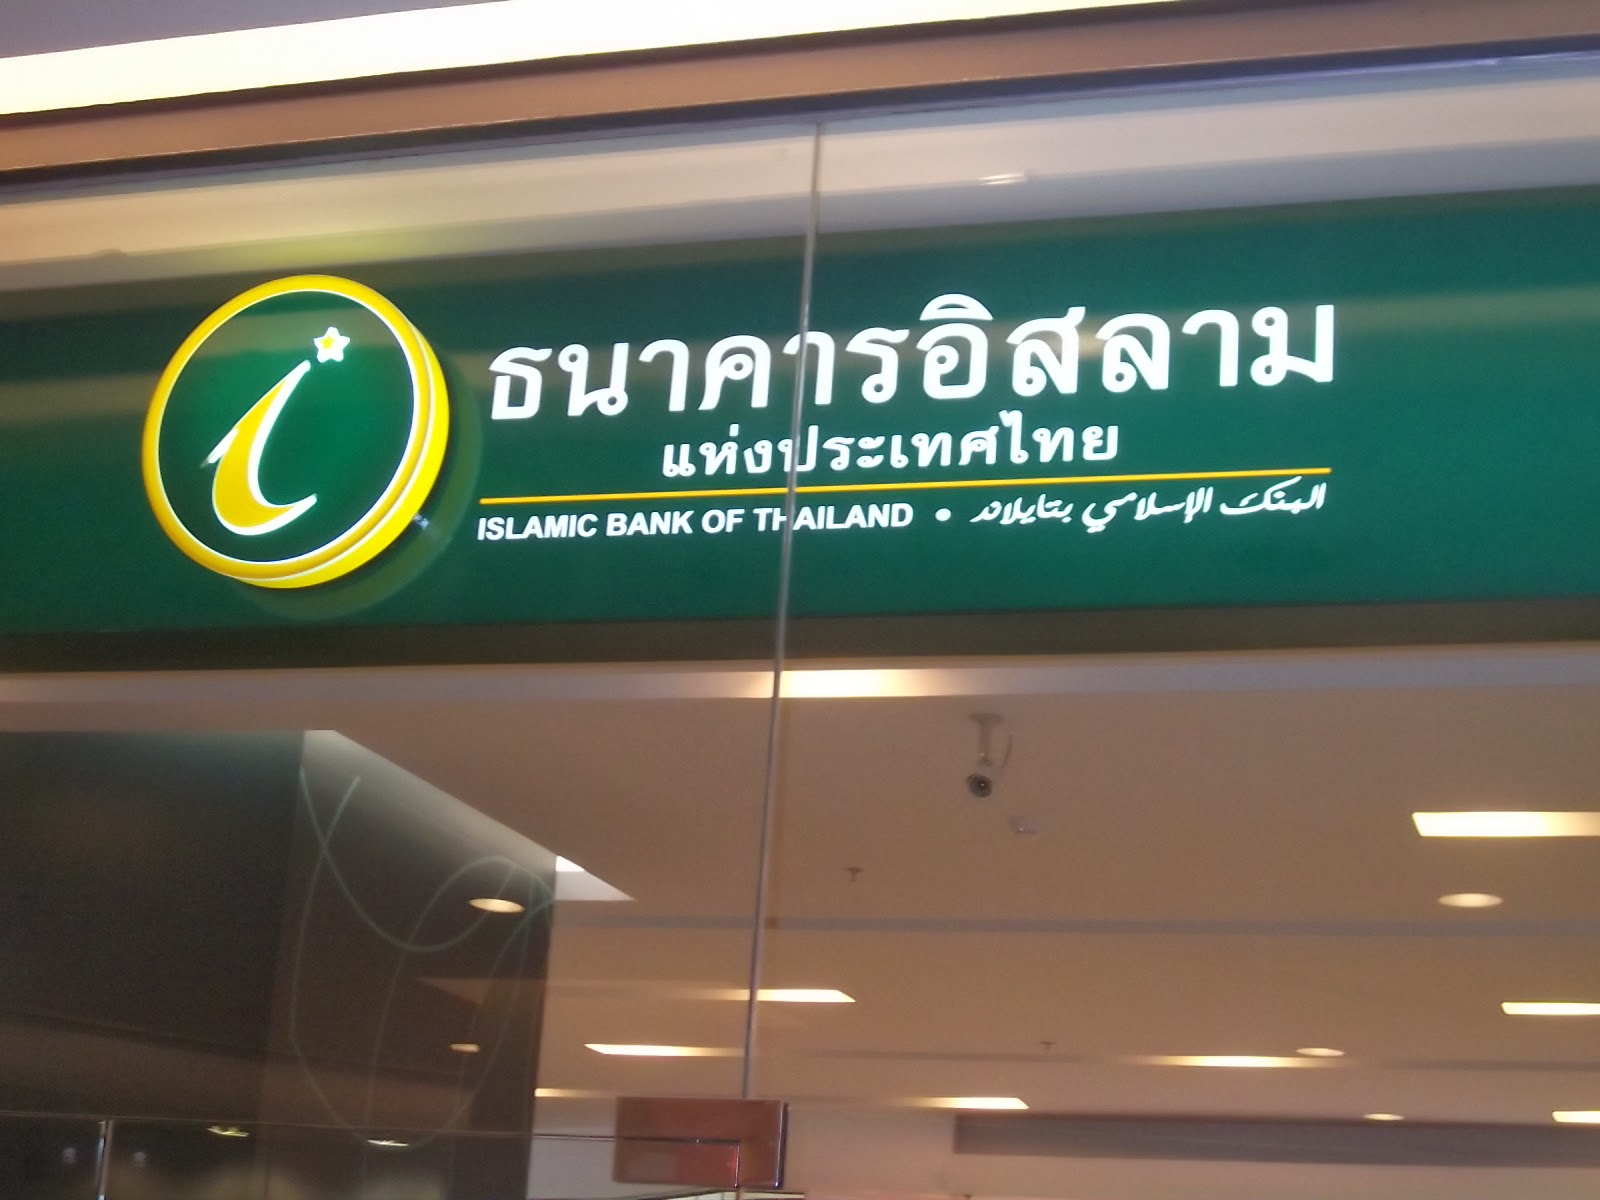 ธนาคารอิสลาม
แห่งประเทศไทย
ISLAMIC BANK OF THAILAND • البنك الإسلامي بتايلاند